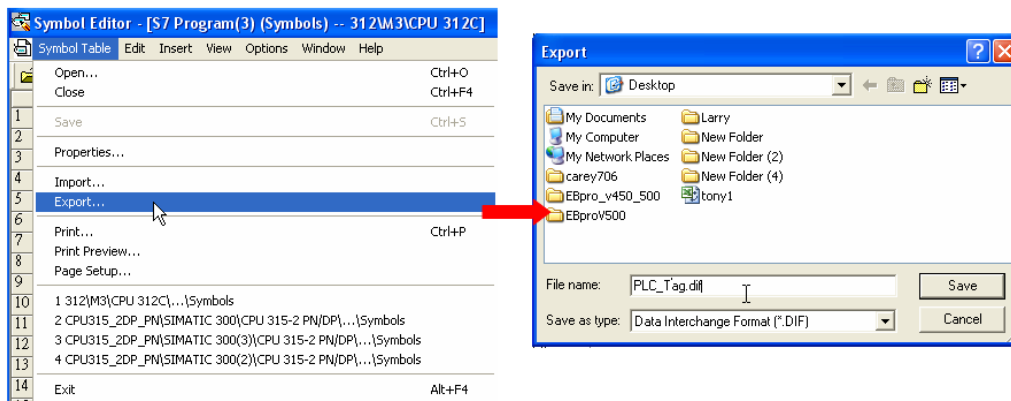 Symbol Editor - [S7 Program(3) (Symbols) -- 312\M3\CPU 312C]
Symbol Table Edit Insert View Options Window Help
Open... Ctrl+O
Close Ctrl+F4
1
Save Ctrl+S
2
Properties...
3
4
Import...
5
Export...
6
Print... Ctrl+P
7
Print Preview...
8
Page Setup...
9
10
1 312\M3\CPU 312C\...\Symbols
11
2 CPU315_2DP_PN\SIMATIC 300\CPU 315-2 PN/DP\...\Symbols
12
3 CPU315_2DP_PN\SIMATIC 300(3)\CPU 315-2 PN/DP\...\Symbols
13
4 CPU315_2DP_PN\SIMATIC 300(2)\CPU 315-2 PN/DP\...\Symbols
14
Exit Alt+F4
Export
Save in: Desktop
My Documents Larry
My Computer New Folder
My Network Places New Folder (2)
carey706 New Folder (4)
EBpro_v450_500 tony1
EBproV500
File name: PLC_Tag.dif Save
Save as type: Data Interchange Format (*.DIF) Cancel